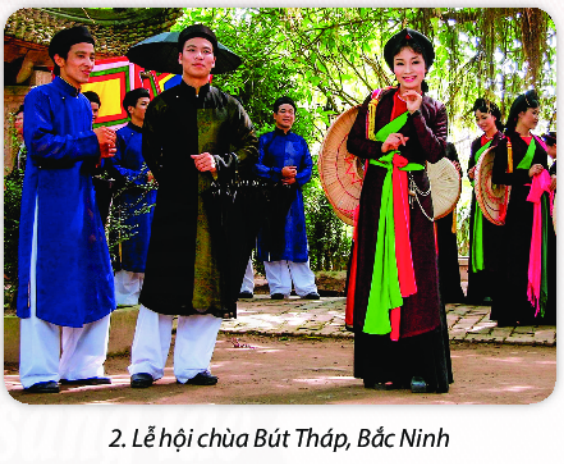 2. Lễ hội chùa Bút Tháp, Bắc Ninh